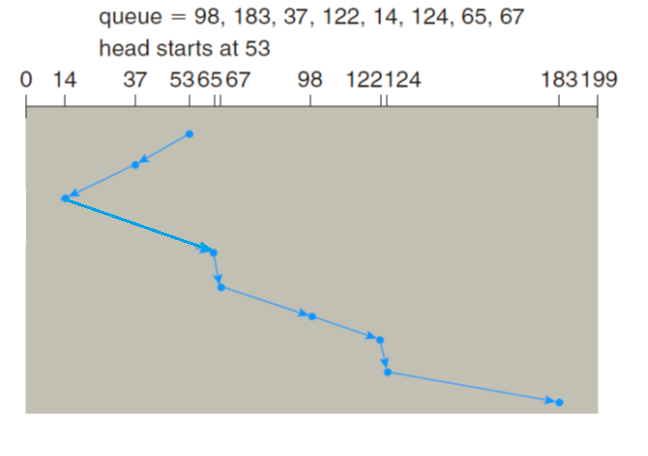 queue = 98, 183, 37, 122, 14, 124, 65, 67
head starts at 53
0 14 37 53 65 67 98 122 124 183 199